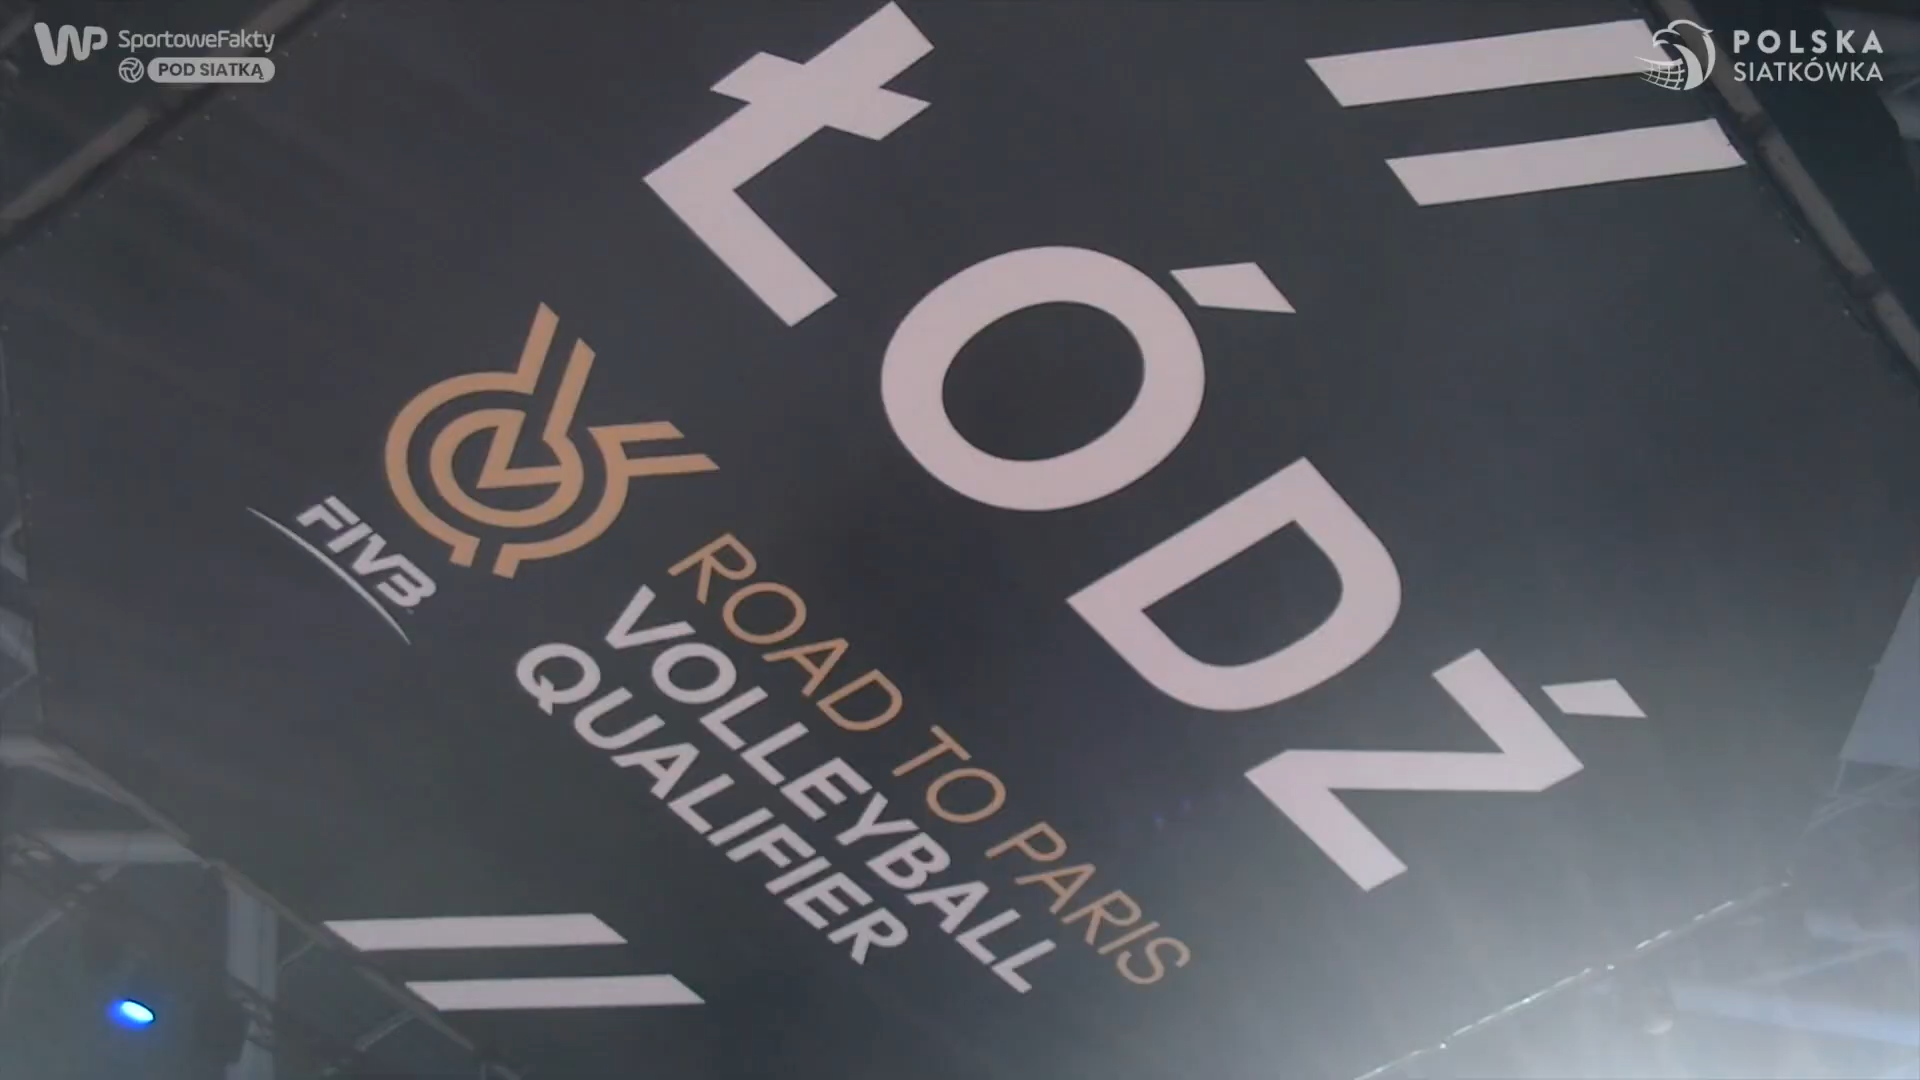 WP SportoweFakty
POD SIATKĄ
POLSKA
SIATKÓWKA
ŁÓDŹ
FIVB
ROAD TO PARIS
VOLLEYBALL
QUALIFIER